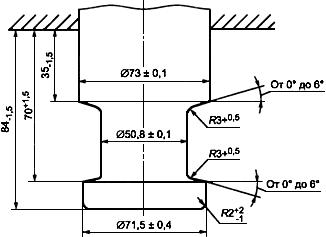 Ø73 ± 0,1
От 0° до 6°
R3+0,5
Ø50,8 ± 0,1
R3+0,5
От 0° до 6°
R2+2-1
Ø71,5 ± 0,4
84-1,5
70+1,5
35-1,5